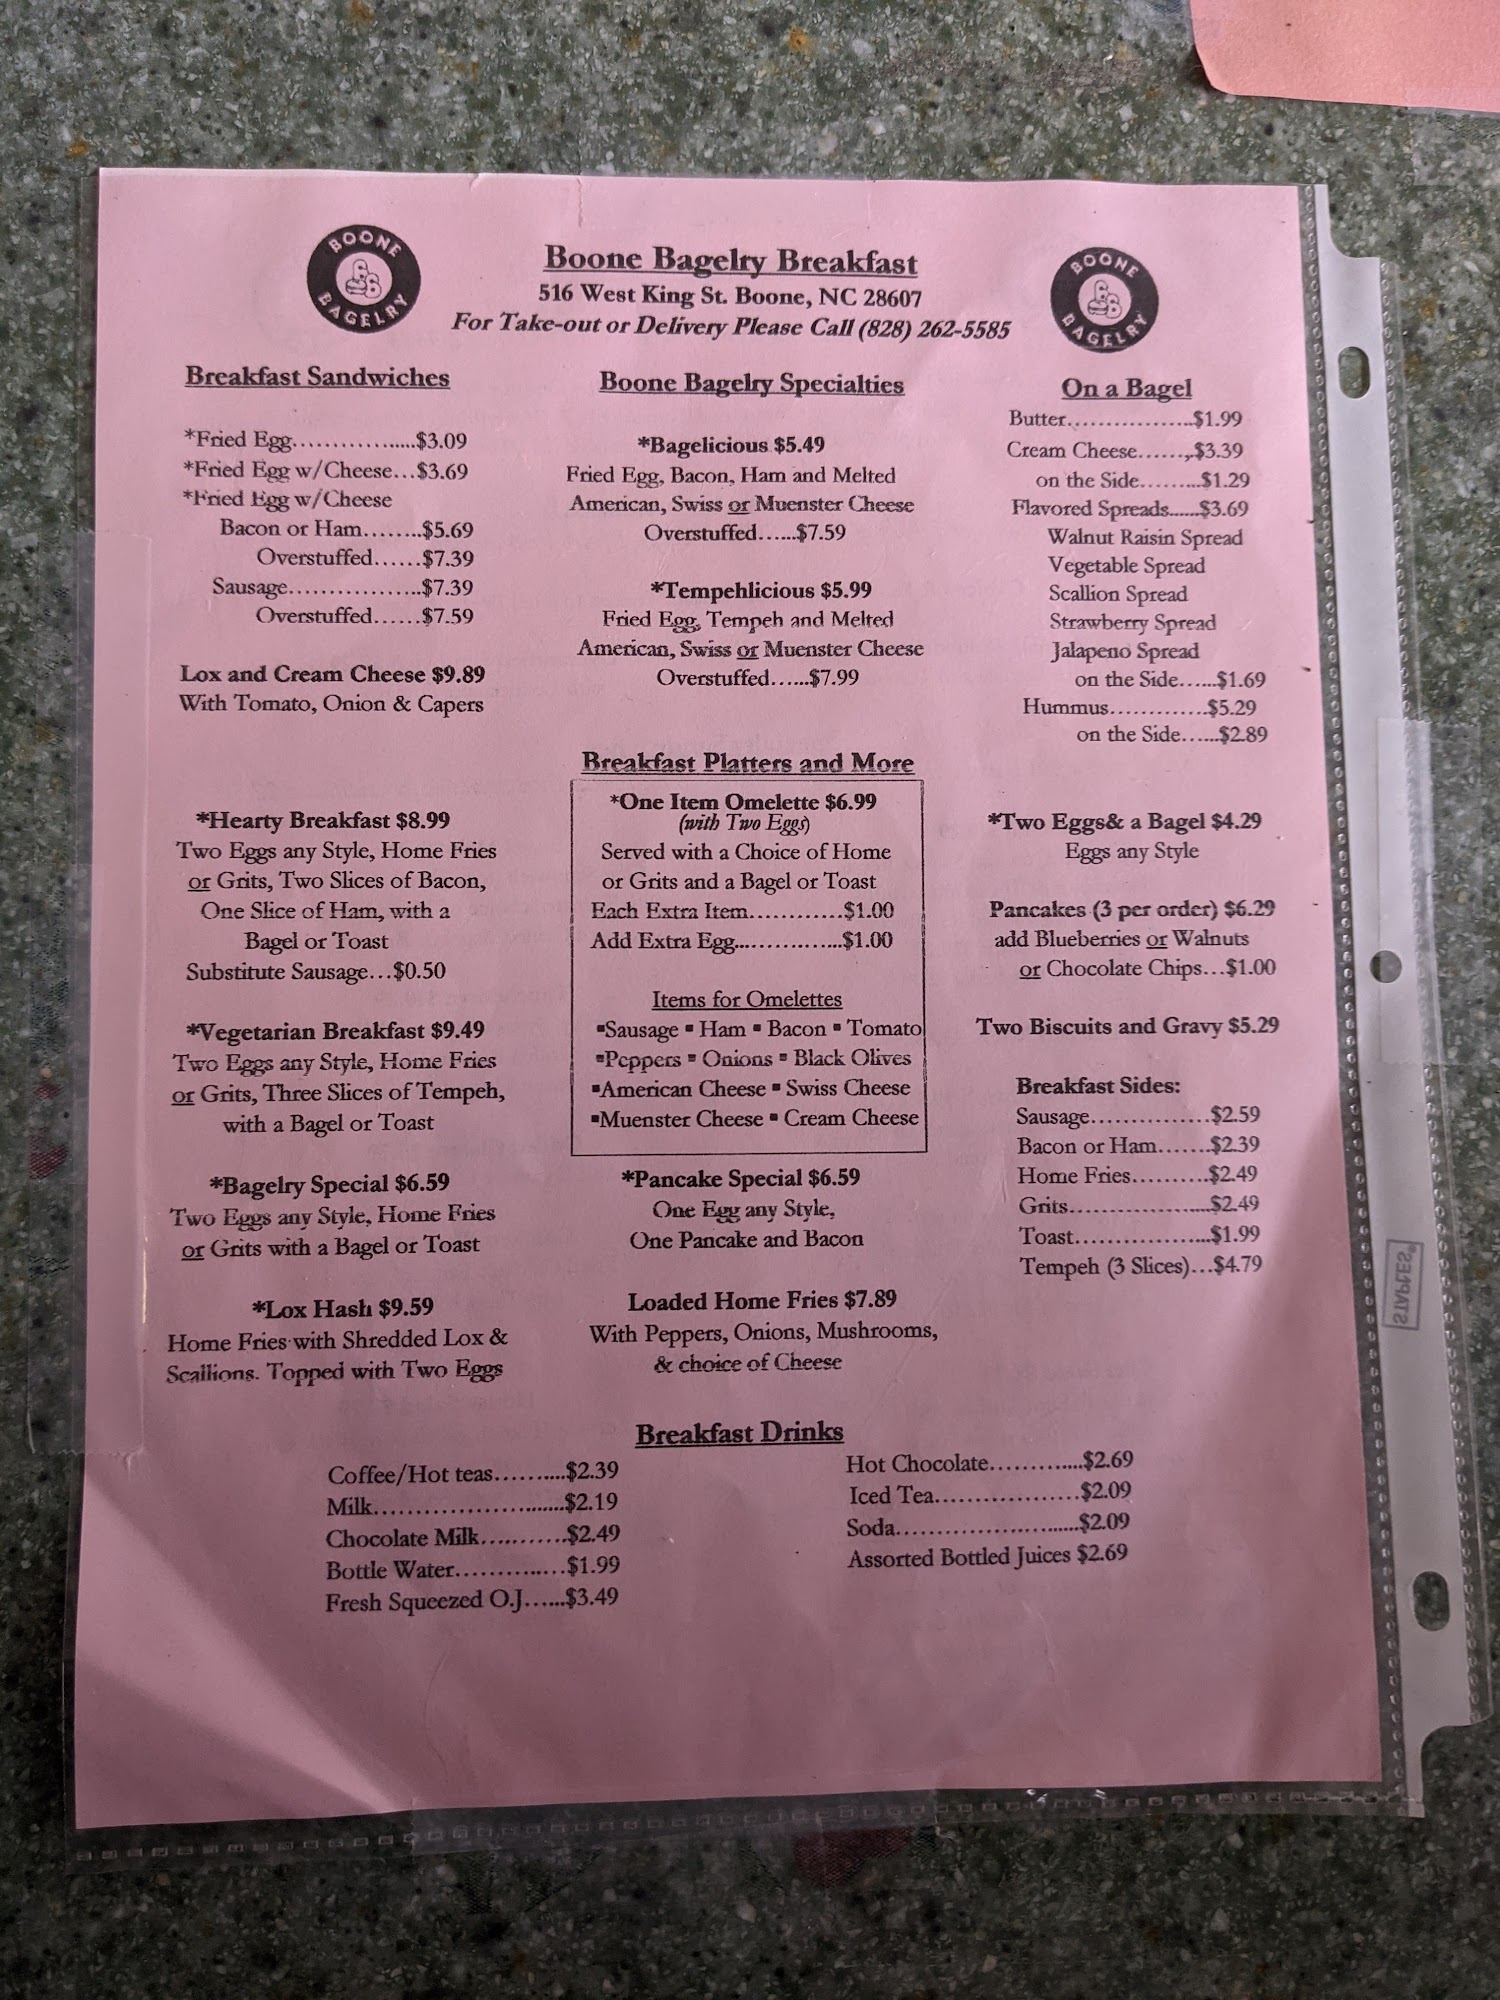 BOONE BAGELRY
Boone Bagelry Breakfast
516 West King St. Boone, NC 28607
For Take-out or Delivery Please Call (828) 262-5585
BOONE BAGELRY
Breakfast Sandwiches
*Fried Egg.................$3.09
*Fried Egg w/Cheese...$3.69
*Fried Egg w/Cheese
Bacon or Ham........$5.69
Overstuffed......$7.39
Sausage..................$7.39
Overstuffed......$7.59
Lox and Cream Cheese $9.89
With Tomato, Onion & Capers
Boone Bagelry Specialties
*Bagelicious $5.49
Fried Egg, Bacon, Ham and Melted
American, Swiss or Muenster Cheese
Overstuffed......$7.59
*Tempehlicious $5.99
Fried Egg, Tempeh and Melted
American, Swiss or Muenster Cheese
Overstuffed......$7.99
On a Bagel
Butter.................$1.99
Cream Cheese......,.$3.39
on the Side.........$1.29
Flavored Spreads......$3.69
Walnut Raisin Spread
Vegetable Spread
Scallion Spread
Strawberry Spread
Jalapeno Spread
on the Side......$1.69
Hummus.............$5.29
on the Side......$2.89
Breakfast Platters and More
*Hearty Breakfast $8.99
Two Eggs any Style, Home Fries
or Grits, Two Slices of Bacon,
One Slice of Ham, with a
Bagel or Toast
Substitute Sausage...$0.50
*Vegetarian Breakfast $9.49
Two Eggs any Style, Home Fries
or Grits, Three Slices of Tempeh,
with a Bagel or Toast
*Bagelry Special $6.59
Two Eggs any Style, Home Fries
or Grits with a Bagel or Toast
*Lox Hash $9.59
Home Fries with Shredded Lox &
Scallions. Topped with Two Eggs
*One Item Omelette $6.99
(with Two Eggs)
Served with a Choice of Home
or Grits and a Bagel or Toast
Each Extra Item............$1.00
Add Extra Egg..............$1.00
Items for Omelettes
▪Sausage ▪ Ham ▪ Bacon ▪ Tomato
▪Peppers ▪ Onions ▪ Black Olives
▪American Cheese ▪ Swiss Cheese
▪Muenster Cheese ▪ Cream Cheese
*Pancake Special $6.59
One Egg any Style,
One Pancake and Bacon
Loaded Home Fries $7.89
With Peppers, Onions, Mushrooms,
& choice of Cheese
*Two Eggs& a Bagel $4.29
Eggs any Style
Pancakes (3 per order) $6.29
add Blueberries or Walnuts
or Chocolate Chips...$1.00
Two Biscuits and Gravy $5.29
Breakfast Sides:
Sausage...............$2.59
Bacon or Ham.......$2.39
Home Fries..........$2.49
Grits....................$2.49
Toast..................$1.99
Tempeh (3 Slices)...$4.79
STAPLES
Breakfast Drinks
Coffee/Hot teas..........$2.39
Milk..........................$2.19
Chocolate Milk...........$2.49
Bottle Water..............$1.99
Fresh Squeezed O.J......$3.49
Hot Chocolate............$2.69
Iced Tea...................$2.09
Soda........................$2.09
Assorted Bottled Juices $2.69